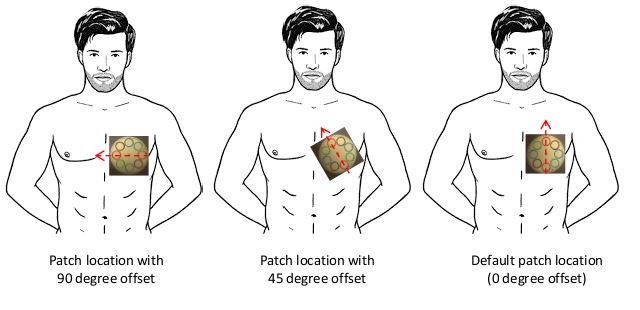 Patch location with
90 degree offset
Patch location with
45 degree offset
Default patch location
(0 degree offset)